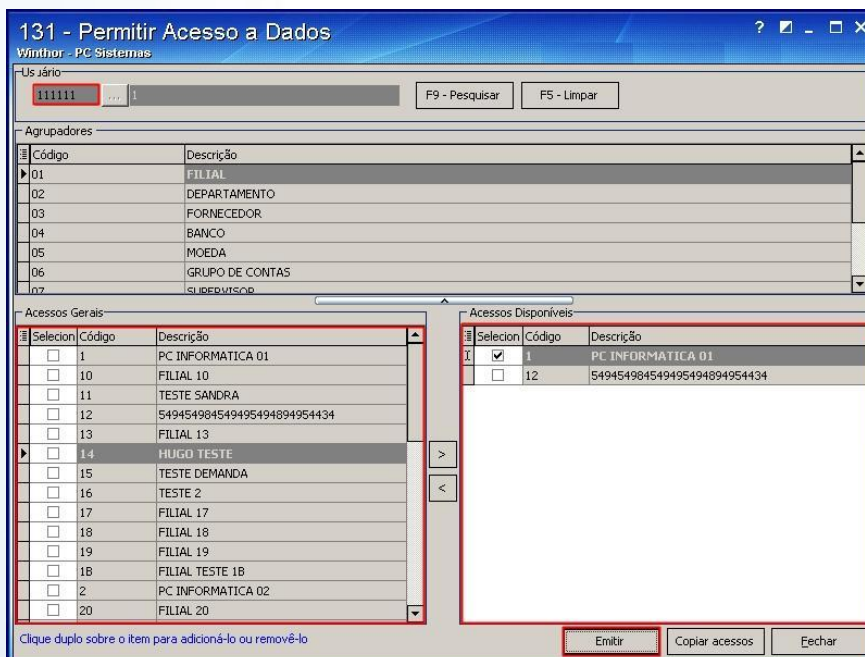 131 - Permitir Acesso a Dados
Winthor - PC Sistemas
Usuário
111111 ... 1 F9 - Pesquisar F5 - Limpar
Agrupadores
Código Descrição
01 FILIAL
02 DEPARTAMENTO
03 FORNECEDOR
04 BANCO
05 MOEDA
06 GRUPO DE CONTAS
07 SUPERVISOR
Acessos Gerais
Selecion Código Descrição
1 PC INFORMATICA 01
10 FILIAL 10
11 TESTE SANDRA
12 549454984549495494894954434
13 FILIAL 13
14 HUGO TESTE
15 TESTE DEMANDA
16 TESTE 2
17 FILIAL 17
18 FILIAL 18
19 FILIAL 19
1B FILIAL TESTE 1B
2 PC INFORMATICA 02
20 FILIAL 20
> 
<
Acessos Disponíveis
Selecion Código Descrição
1 PC INFORMATICA 01
12 549454984549495494894954434
Clique duplo sobre o item para adicioná-lo ou removê-lo
Emitir Copiar acessos Fechar